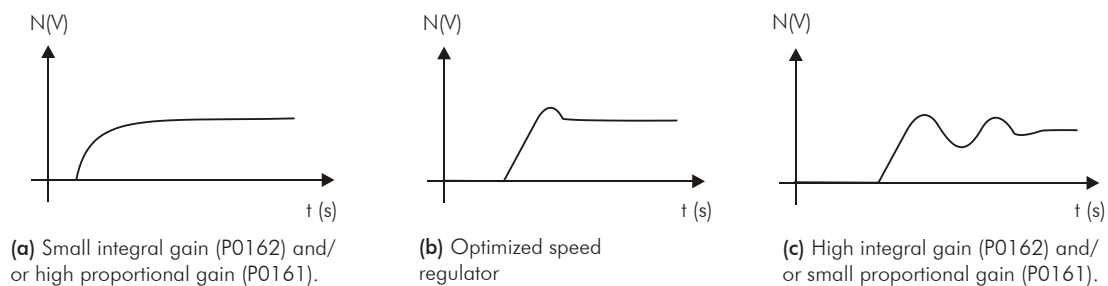 N(V)
t (s)
(a) Small integral gain (P0162) and/
or high proportional gain (P0161).
N(V)
t (s)
(b) Optimized speed
regulator
N(V)
t (s)
(c) High integral gain (P0162) and/
or small proportional gain (P0161).